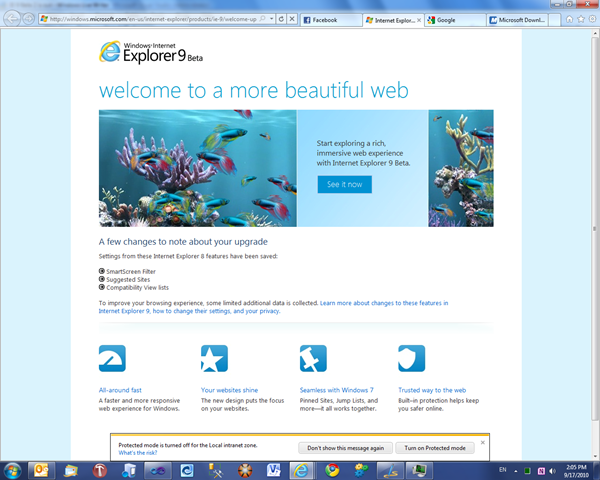 http://windows.microsoft.com/en-us/internet-explorer/products/ie-9/welcome-up
Facebook
Internet Explor...
Google
Microsoft Downl...
Windows Internet
Explorer 9 Beta
welcome to a more beautiful web
Start exploring a rich,
immersive web experience
with Internet Explorer 9 Beta.
See it now
A few changes to note about your upgrade
Settings from these Internet Explorer 8 features have been saved:
SmartScreen Filter
Suggested Sites
Compatibility View lists
To improve your browsing experience, some limited additional data is collected. Learn more about changes to these features in
Internet Explorer 9, how to change their settings, and your privacy.
All-around fast
A faster and more responsive
web experience for Windows.
Your websites shine
The new design puts the
focus on your websites.
Seamless with Windows 7
Pinned Sites, Jump Lists, and
more—it all works together.
Trusted way to the web
Built-in protection helps keep
you safer online.
Protected mode is turned off for the Local intranet zone.
What's the risk?
Don't show this message again
Turn on Protected mode
EN
2:05 PM
9/17/2010